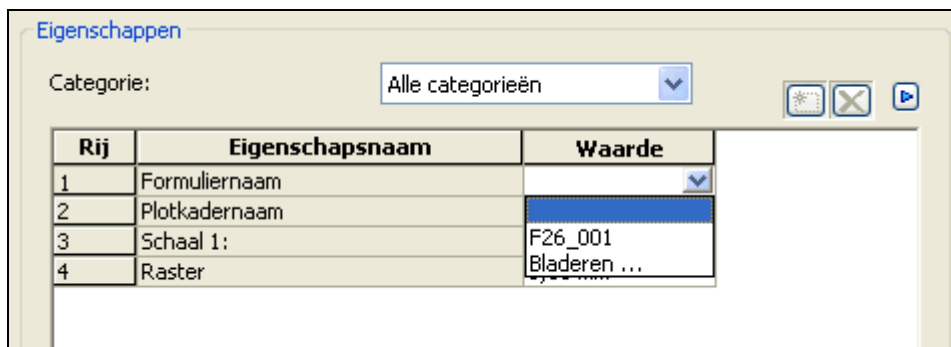 Eigenschappen
Categorie: Alle categorieën
Rij Eigenschapsnaam Waarde
1 Formuliernaam
2 Plotkadernaam
3 Schaal 1: F26_001
4 Raster Bladeren ...